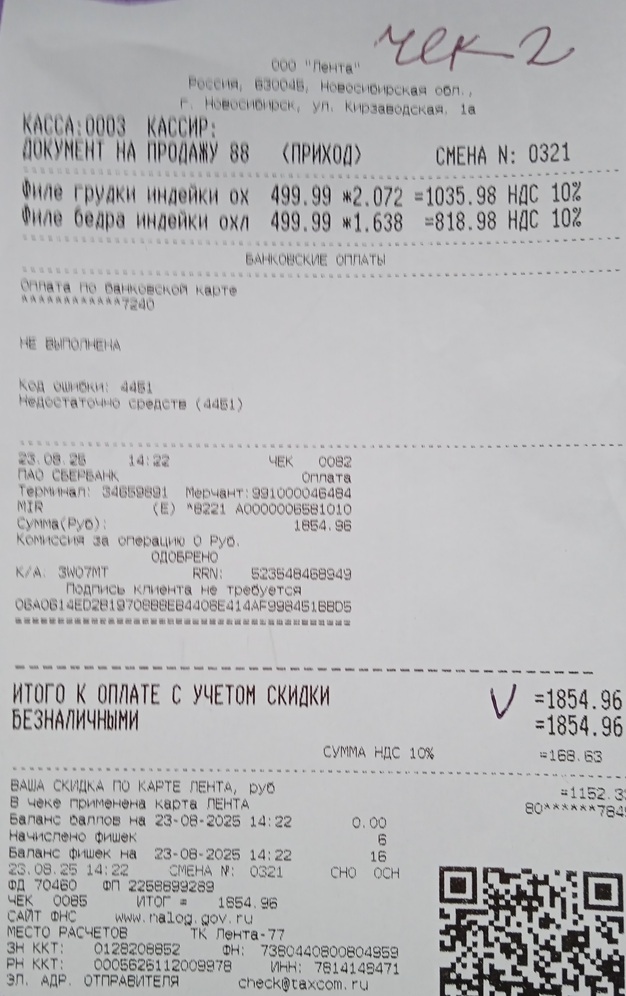 чек 2
ООО "Лента"
Россия, 630045, Новосибирская обл.,
г. Новосибирск, ул. Кирзаводская. 1а
КАССА:0003 КАССИР:
ДОКУМЕНТ НА ПРОДАЖУ 88 (ПРИХОД) СМЕНА N: 0321
Филе грудки индейки ох 499.99 *2.072 =1035.98 НДС 10%
Филе бедра индейки охл 499.99 *1.638 =818.98 НДС 10%
БАНКОВСКИЕ ОПЛАТЫ
Оплата по банковской карте
************7240
НЕ ВЫПОЛНЕНА
Код ошибки: 4451
Недостаточно средств (4451)
23.08.25 14:22 ЧЕК 0082
ПАО СБЕРБАНК Оплата
Терминал: 34659891 Мерчант: 991000046484
MIR (E) *8221 A0000006581010
Сумма(Руб): 1854.96
Комиссия за операцию 0 Руб.
ОДОБРЕНО
К/А: 3W07MT RRN: 523548468949
Подпись клиента не требуется
06A0614ED2B19708B8EB4406E414AF9984516BD5
ИТОГО К ОПЛАТЕ С УЧЕТОМ СКИДКИ V =1854.96
БЕЗНАЛИЧНЫМИ =1854.96
СУММА НДС 10% =168.63
ВАША СКИДКА ПО КАРТЕ ЛЕНТА, руб =1152.3
В чеке применена карта ЛЕНТА 80******784
Баланс баллов на 23-08-2025 14:22 0.00
Начислено фишек 6
Баланс фишек на 23-08-2025 14:22 16
23.08.25 14:22 СМЕНА N: 0321 СНО ОСН
ФД 70460 ФП 2258899289
ЧЕК 0085 ИТОГ = 1854.96
САЙТ ФНС www.nalog.gov.ru
МЕСТО РАСЧЕТОВ ТК Лента-77
ЗН ККТ: 0128208852 ФН: 7380440800804959
РН ККТ: 0005626112009978 ИНН: 7814148471
ЭЛ. АДР. ОТПРАВИТЕЛЯ check@taxcom.ru